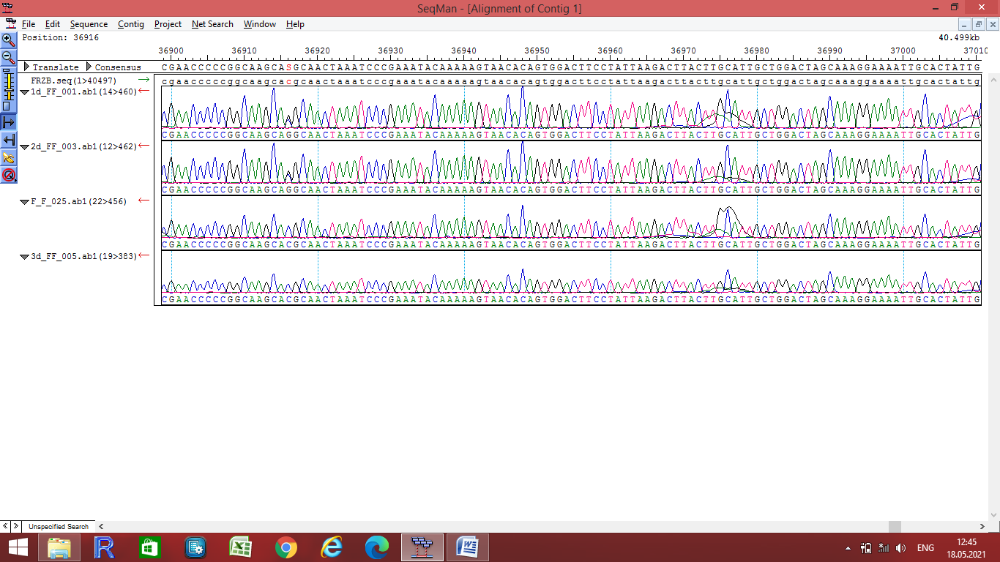 SeqMan - [Alignment of Contig 1]
File Edit Sequence Contig Project Net Search Window Help
Position: 36916 40.499kb
36900 36910 36920 36930 36940 36950 36960 36970 36980 36990 37000 3701
Translate Consensus CGAACCCCCGGCAAGCASGCAACTAAATCCCGAAATACAAAAAGTAACACAGTGGACTTCCTATTAAGACTTACTTGCATTGCTGGACTAGCAAAGGAAAATTGCACTATTG
FRZB.seq(1>40497) cgaacccccggcaagcacgcaactaaatcccgaaatacaaaaagtaacacagtggacttcctattaagacttacttgcattgctggactagcaaaggaaaattgcactattg
1d_FF_001.ab1(14>460)
CGAACCCCCGGCAAGCAGGCAACTAAATCCCGAAATACAAAAAGTAACACAGTGGACTTCCTATTAAGACTTACTTGCATTGCTGGACTAGCAAAGGAAAATTGCACTATTG
2d_FF_003.ab1(12>462)
CGAACCCCCGGCAAGCAGGCAACTAAATCCCGAAATACAAAAAGTAACACAGTGGACTTCCTATTAAGACTTACTTGCATTGCTGGACTAGCAAAGGAAAATTGCACTATTG
F_F_025.ab1(22>456)
CGAACCCCCGGCAAGCACGCAACTAAATCCCGAAATACAAAAAGTAACACAGTGGACTTCCTATTAAGACTTACTTGCATTGCTGGACTAGCAAAGGAAAATTGCACTATTG
3d_FF_005.ab1(19>383)
CGAACCCCCGGCAAGCACGCAACTAAATCCCGAAATACAAAAAGTAACACAGTGGACTTCCTATTAAGACTTACTTGCATTGCTGGACTAGCAAAGGAAAATTGCACTATTG
Unspecified Search
ENG
12:45
18.05.2021